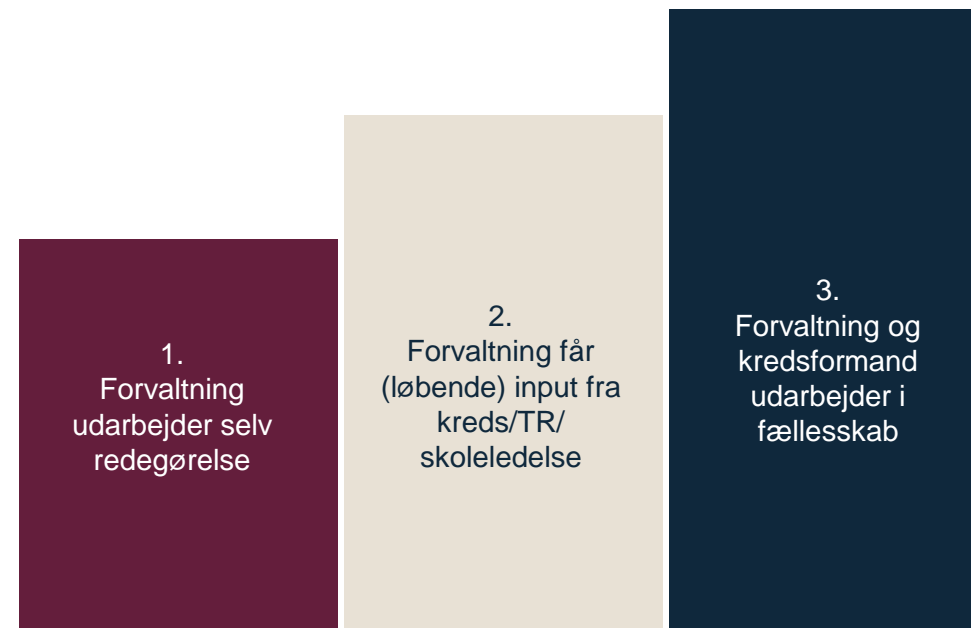 1.
Forvaltning
udarbejder selv
redegørelse
2.
Forvaltning får
(løbende) input fra
kreds/TR/
skoleledelse
3.
Forvaltning og
kredsformand
udarbejder i
fællesskab